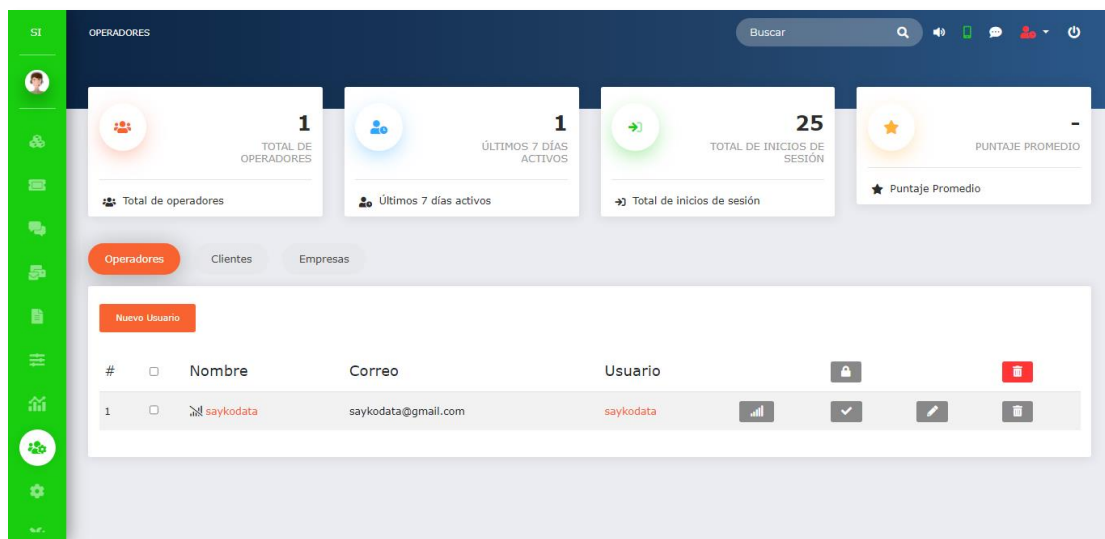 SI
OPERADORES
Buscar
1
TOTAL DE
OPERADORES
Total de operadores
1
ÚLTIMOS 7 DÍAS
ACTIVOS
Últimos 7 días activos
25
TOTAL DE INICIOS DE
SESIÓN
Total de inicios de sesión
-
PUNTAJE PROMEDIO
Puntaje Promedio
Operadores Clientes Empresas
Nuevo Usuario
# Nombre Correo Usuario
1 saykodata saykodata@gmail.com saykodata